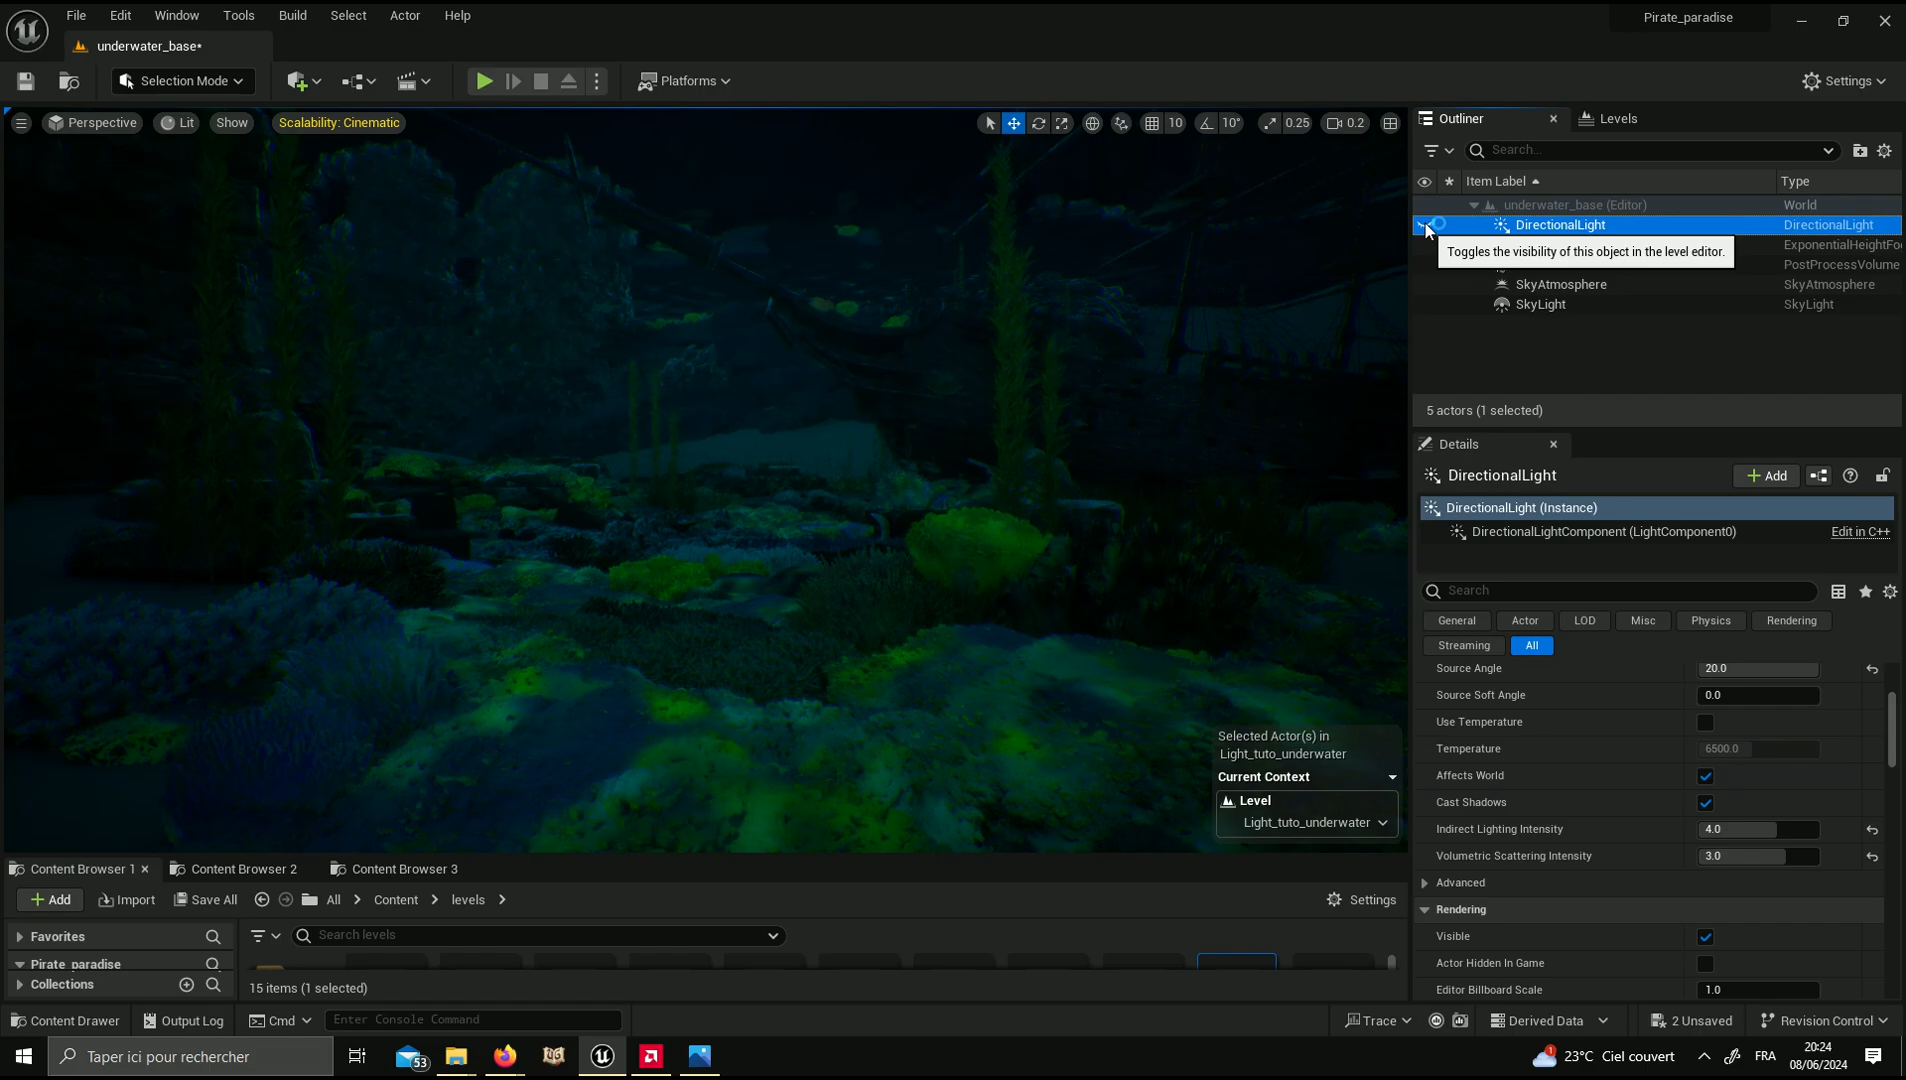 File Edit Window Tools Build Select Actor Help
Pirate_paradise
underwater_base*
Selection Mode
Platforms
Settings
Perspective Lit Show Scalability: Cinematic
10 10° 0.25 0.2
Outliner Levels
Search...
Item Label Type
underwater_base (Editor) World
DirectionalLight DirectionalLight
Toggles the visibility of this object in the level editor.
ExponentialHeightFo
PostProcessVolume
SkyAtmosphere SkyAtmosphere
SkyLight SkyLight
5 actors (1 selected)
Details
DirectionalLight Add
DirectionalLight (Instance)
DirectionalLightComponent (LightComponent0) Edit in C++
Search
General Actor LOD Misc Physics Rendering
Streaming All
Source Angle 20.0
Source Soft Angle 0.0
Use Temperature
Temperature 6500.0
Affects World
Cast Shadows
Indirect Lighting Intensity 4.0
Volumetric Scattering Intensity 3.0
Advanced
Rendering
Visible
Actor Hidden In Game
Editor Billboard Scale 1.0
Selected Actor(s) in
Light_tuto_underwater
Current Context
Level
Light_tuto_underwater
Content Browser 1 Content Browser 2 Content Browser 3
Add Import Save All All Content levels Settings
Favorites
Search levels
Pirate_paradise
Collections
15 items (1 selected)
Content Drawer Output Log Cmd Enter Console Command Trace Derived Data 2 Unsaved Revision Control
Taper ici pour rechercher
53
1
23°C Ciel couvert
FRA
20:24
08/06/2024